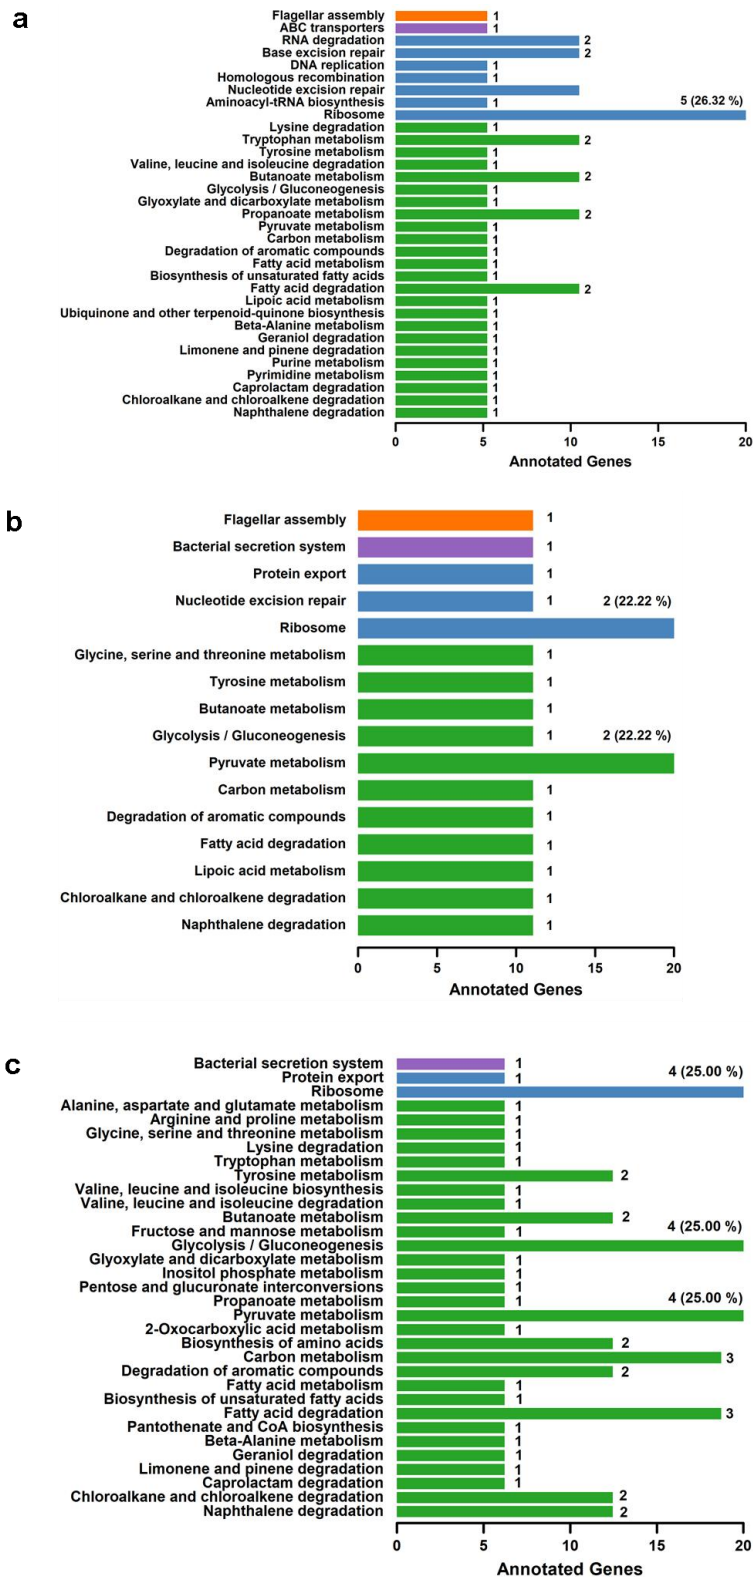 a
Flagellar assembly 1
ABC transporters 1
RNA degradation 2
Base excision repair 2
DNA replication 1
Homologous recombination 1
Nucleotide excision repair
Aminoacyl-tRNA biosynthesis 1 5 (26.32 %)
Ribosome
Lysine degradation 1
Tryptophan metabolism 2
Tyrosine metabolism 1
Valine, leucine and isoleucine degradation 1
Butanoate metabolism 2
Glycolysis / Gluconeogenesis 1
Glyoxylate and dicarboxylate metabolism 1
Propanoate metabolism 2
Pyruvate metabolism 1
Carbon metabolism 1
Degradation of aromatic compounds 1
Fatty acid metabolism 1
Biosynthesis of unsaturated fatty acids 1
Fatty acid degradation 2
Lipoic acid metabolism 1
Ubiquinone and other terpenoid-quinone biosynthesis 1
Beta-Alanine metabolism 1
Geraniol degradation 1
Limonene and pinene degradation 1
Purine metabolism 1
Pyrimidine metabolism 1
Caprolactam degradation 1
Chloroalkane and chloroalkene degradation 1
Naphthalene degradation 1
0 5 10 15 20
Annotated Genes
b
Flagellar assembly 1
Bacterial secretion system 1
Protein export 1
Nucleotide excision repair 1 2 (22.22 %)
Ribosome
Glycine, serine and threonine metabolism 1
Tyrosine metabolism 1
Butanoate metabolism 1
Glycolysis / Gluconeogenesis 1 2 (22.22 %)
Pyruvate metabolism
Carbon metabolism 1
Degradation of aromatic compounds 1
Fatty acid degradation 1
Lipoic acid metabolism 1
Chloroalkane and chloroalkene degradation 1
Naphthalene degradation 1
0 5 10 15 20
Annotated Genes
c
Bacterial secretion system 1 4 (25.00 %)
Protein export 1
Ribosome
Alanine, aspartate and glutamate metabolism 1
Arginine and proline metabolism 1
Glycine, serine and threonine metabolism 1
Lysine degradation 1
Tryptophan metabolism 1
Tyrosine metabolism 2
Valine, leucine and isoleucine biosynthesis 1
Valine, leucine and isoleucine degradation 1
Butanoate metabolism 2
Fructose and mannose metabolism 1 4 (25.00 %)
Glycolysis / Gluconeogenesis
Glyoxylate and dicarboxylate metabolism 1
Inositol phosphate metabolism 1
Pentose and glucuronate interconversions 1
Propanoate metabolism 1 4 (25.00 %)
Pyruvate metabolism
2-Oxocarboxylic acid metabolism 1
Biosynthesis of amino acids 2
Carbon metabolism 3
Degradation of aromatic compounds 2
Fatty acid metabolism 1
Biosynthesis of unsaturated fatty acids 1
Fatty acid degradation 3
Pantothenate and CoA biosynthesis 1
Beta-Alanine metabolism 1
Geraniol degradation 1
Limonene and pinene degradation 1
Caprolactam degradation 1
Chloroalkane and chloroalkene degradation 2
Naphthalene degradation 2
0 5 10 15 20
Annotated Genes